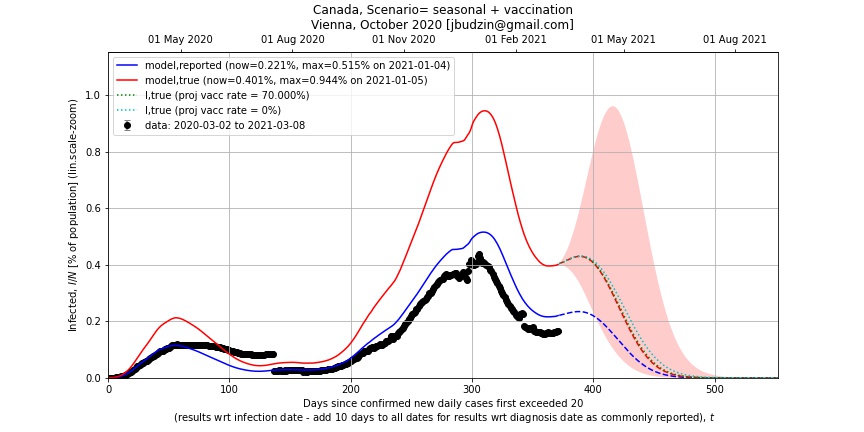 Canada, Scenario= seasonal + vaccination
Vienna, October 2020 [jbudzin@gmail.com]
01 May 2020 01 Aug 2020 01 Nov 2020 01 Feb 2021 01 May 2021 01 Aug 2021
model,reported (now=0.221%, max=0.515% on 2021-01-04)
model,true (now=0.401%, max=0.944% on 2021-01-05)
I,true (proj vacc rate = 70.000%)
I,true (proj vacc rate = 0%)
data: 2020-03-02 to 2021-03-08
Infected, I/N [% of population] (lin.scale-zoom)
1.0
0.8
0.6
0.4
0.2
0.0
0 100 200 300 400 500
Days since confirmed new daily cases exceeded 20
(results wrt infection date - add 10 days to all dates for results wrt diagnosis date as commonly reported), t